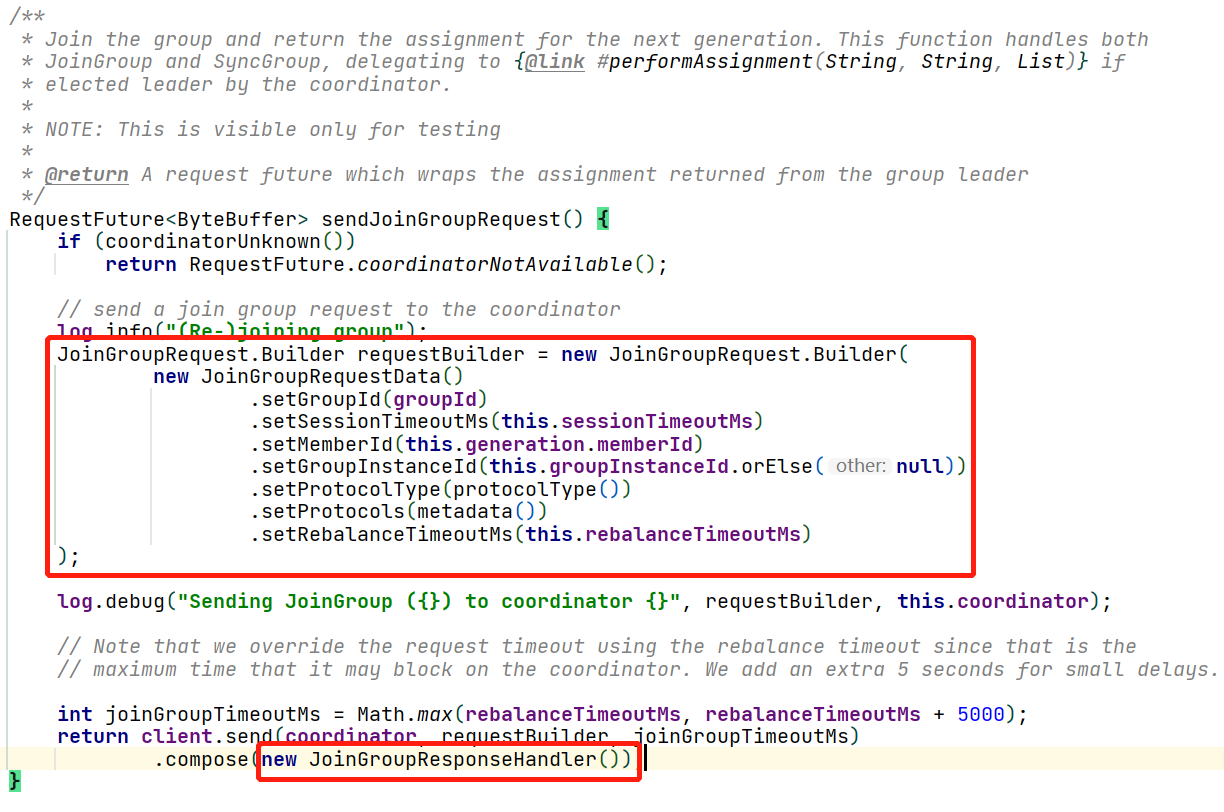 /**
 * Join the group and return the assignment for the next generation. This function handles both
 * JoinGroup and SyncGroup, delegating to {@link #performAssignment(String, String, List)} if
 * elected leader by the coordinator.
 *
 * NOTE: This is visible only for testing
 *
 * @return A request future which wraps the assignment returned from the group leader
 */
RequestFuture<ByteBuffer> sendJoinGroupRequest() {
    if (coordinatorUnknown())
        return RequestFuture.coordinatorNotAvailable();
    // send a join group request to the coordinator
    log.info("(Re-)joining group");
    JoinGroupRequest.Builder requestBuilder = new JoinGroupRequest.Builder(
            new JoinGroupRequestData()
                    .setGroupId(groupId)
                    .setSessionTimeoutMs(this.sessionTimeoutMs)
                    .setMemberId(this.generation.memberId)
                    .setGroupInstanceId(this.groupInstanceId.orElse( other: null))
                    .setProtocolType(protocolType())
                    .setProtocols(metadata())
                    .setRebalanceTimeoutMs(this.rebalanceTimeoutMs)
    );
    log.debug("Sending JoinGroup ({}) to coordinator {}", requestBuilder, this.coordinator);
    // Note that we override the request timeout using the rebalance timeout since that is the
    // maximum time that it may block on the coordinator. We add an extra 5 seconds for small delays.
    int joinGroupTimeoutMs = Math.max(rebalanceTimeoutMs, rebalanceTimeoutMs + 5000);
    return client.send(coordinator, requestBuilder, joinGroupTimeoutMs)
            .compose(new JoinGroupResponseHandler());
}